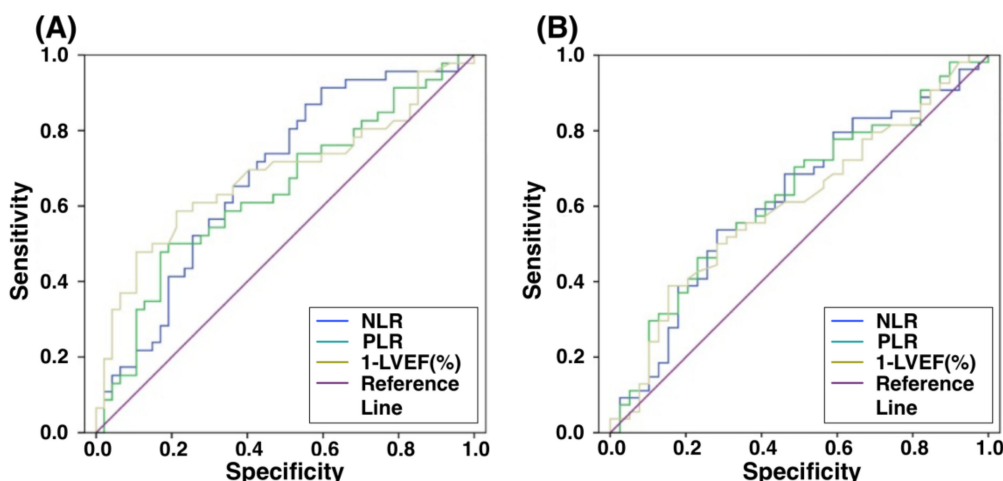 (A)
1.0
0.8
0.6
0.4
0.2
0.0
Sensitivity
0.0 0.2 0.4 0.6 0.8 1.0
Specificity
NLR
PLR
1-LVEF(%)
Reference
Line
(B)
1.0
0.8
0.6
0.4
0.2
0.0
Sensitivity
0.0 0.2 0.4 0.6 0.8 1.0
Specificity
NLR
PLR
1-LVEF(%)
Reference
Line